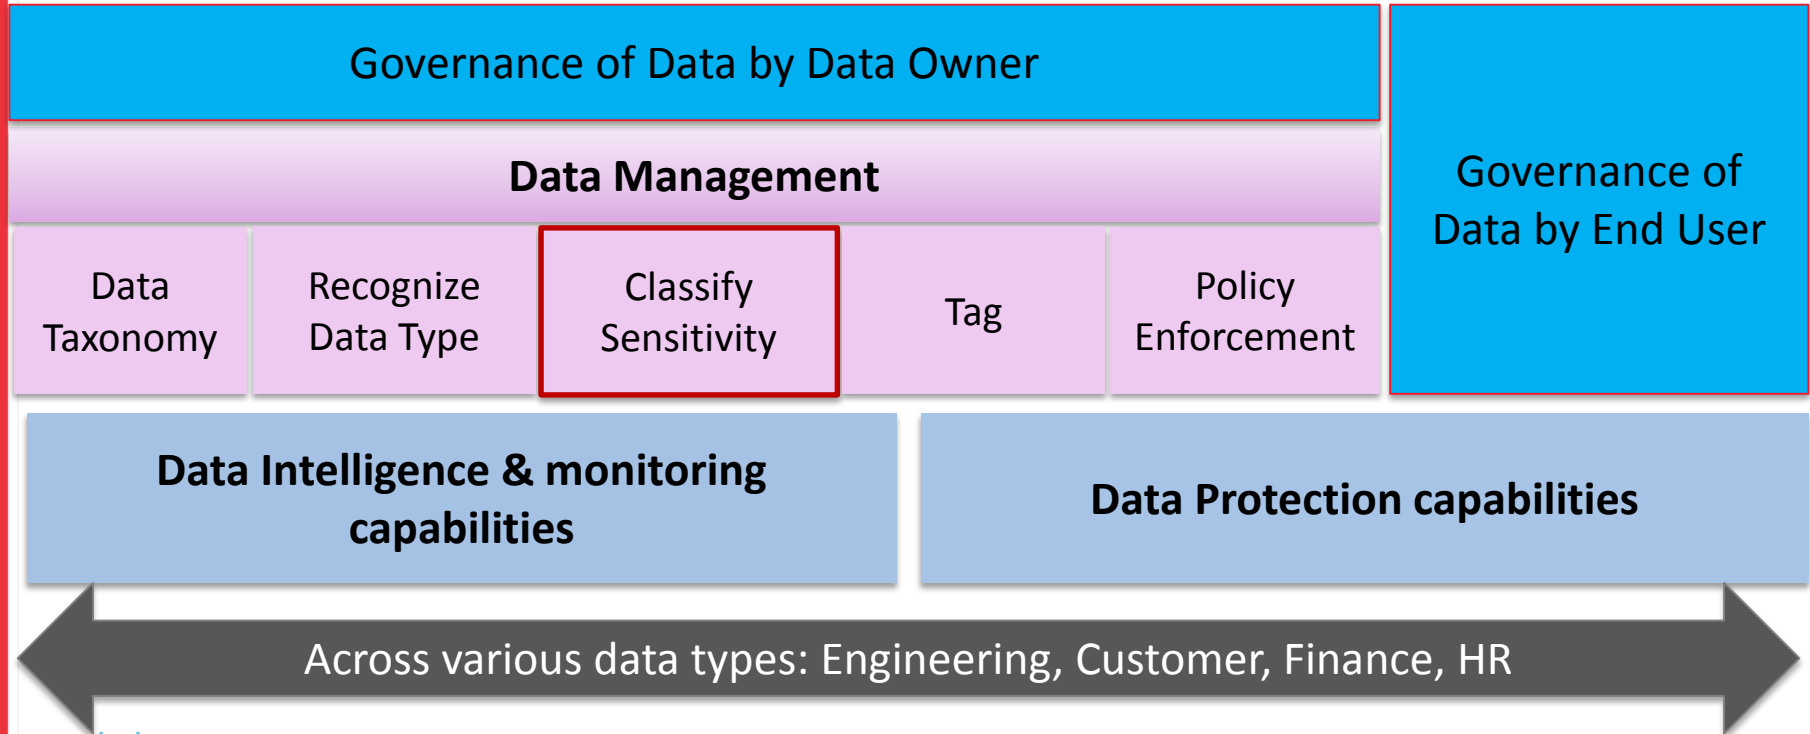 Governance of Data by Data Owner
Governance of
Data by End User
Data Management
Data
Taxonomy
Recognize
Data Type
Classify
Sensitivity
Tag
Policy
Enforcement
Data Intelligence & monitoring
capabilities
Data Protection capabilities
Across various data types: Engineering, Customer, Finance, HR